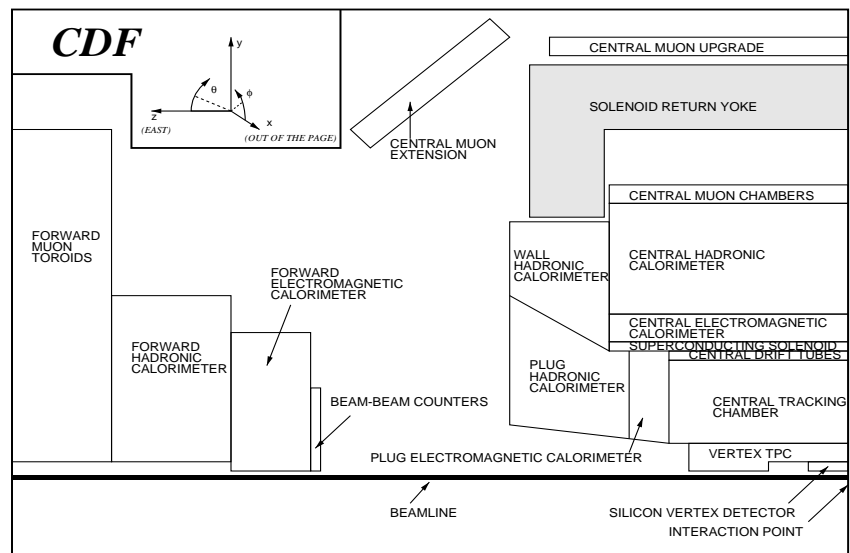 CDF
y
θ
φ
z
x
(EAST)
(OUT OF THE PAGE)
CENTRAL MUON
EXTENSION
CENTRAL MUON UPGRADE
SOLENOID RETURN YOKE
CENTRAL MUON CHAMBERS
FORWARD
MUON
TOROIDS
WALL
HADRONIC
CALORIMETER
CENTRAL HADRONIC
CALORIMETER
FORWARD
ELECTROMAGNETIC
CALORIMETER
CENTRAL ELECTROMAGNETIC
CALORIMETER
SUPERCONDUCTING SOLENOID
CENTRAL DRIFT TUBES
FORWARD
HADRONIC
CALORIMETER
PLUG
HADRONIC
CALORIMETER
BEAM-BEAM COUNTERS
CENTRAL TRACKING
CHAMBER
PLUG ELECTROMAGNETIC CALORIMETER
VERTEX TPC
BEAMLINE
SILICON VERTEX DETECTOR
INTERACTION POINT